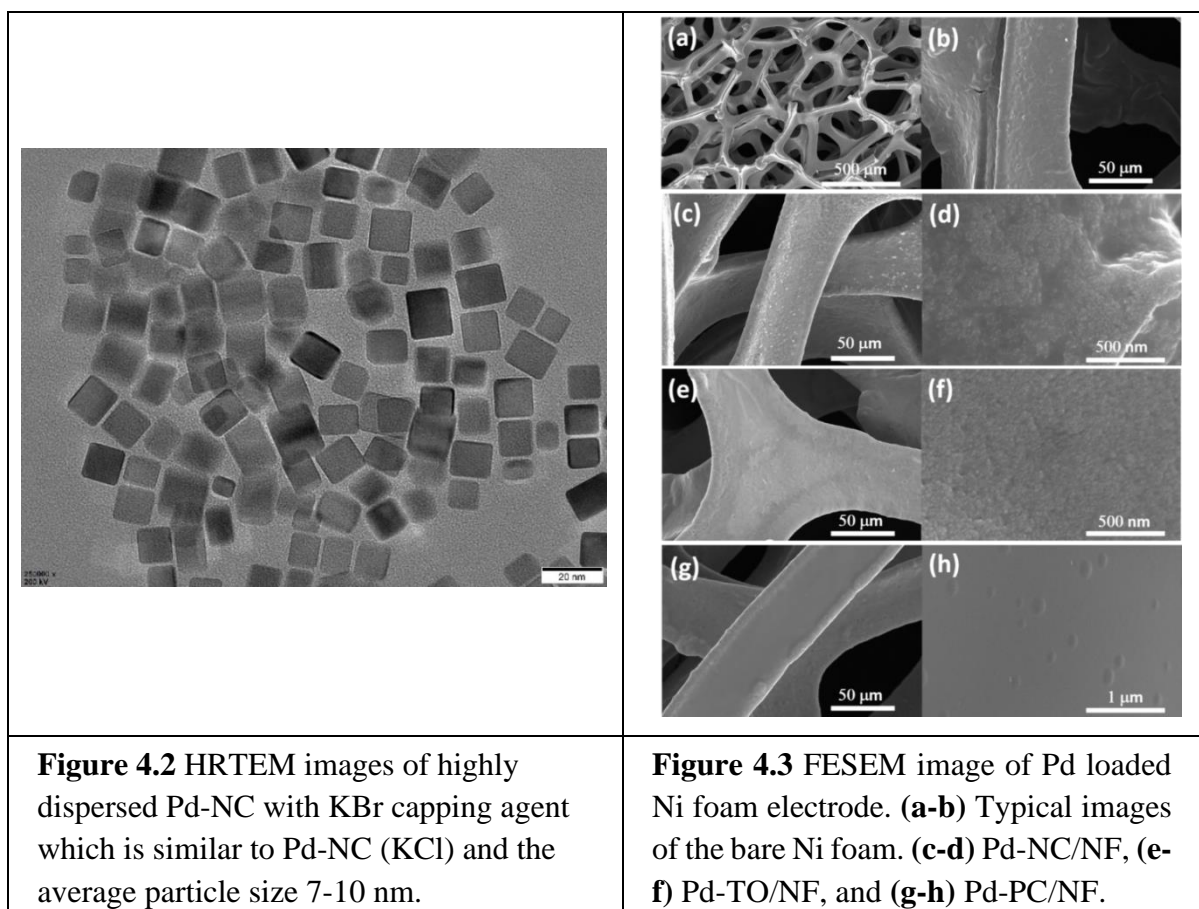 250000 x
200 kV
20 nm
(a)
500 µm
(b)
50 µm
(c)
50 µm
(d)
500 nm
(e)
50 µm
(f)
500 nm
(g)
50 µm
(h)
1 µm
Figure 4.2 HRTEM images of highly
dispersed Pd-NC with KBr capping agent
which is similar to Pd-NC (KCl) and the
average particle size 7-10 nm.
Figure 4.3 FESEM image of Pd loaded
Ni foam electrode. (a-b) Typical images
of the bare Ni foam. (c-d) Pd-NC/NF, (e-
f) Pd-TO/NF, and (g-h) Pd-PC/NF.